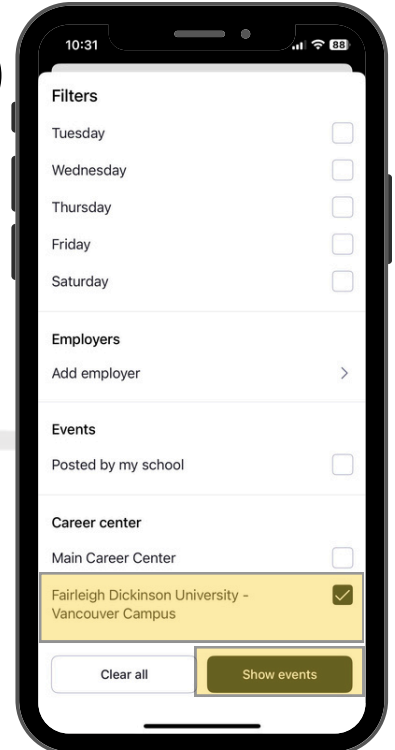 10:31
88
Filters
Tuesday
Wednesday
Thursday
Friday
Saturday
Employers
Add employer
Events
Posted by my school
Career center
Main Career Center
Fairleigh Dickinson University -
Vancouver Campus
Clear all
Show events